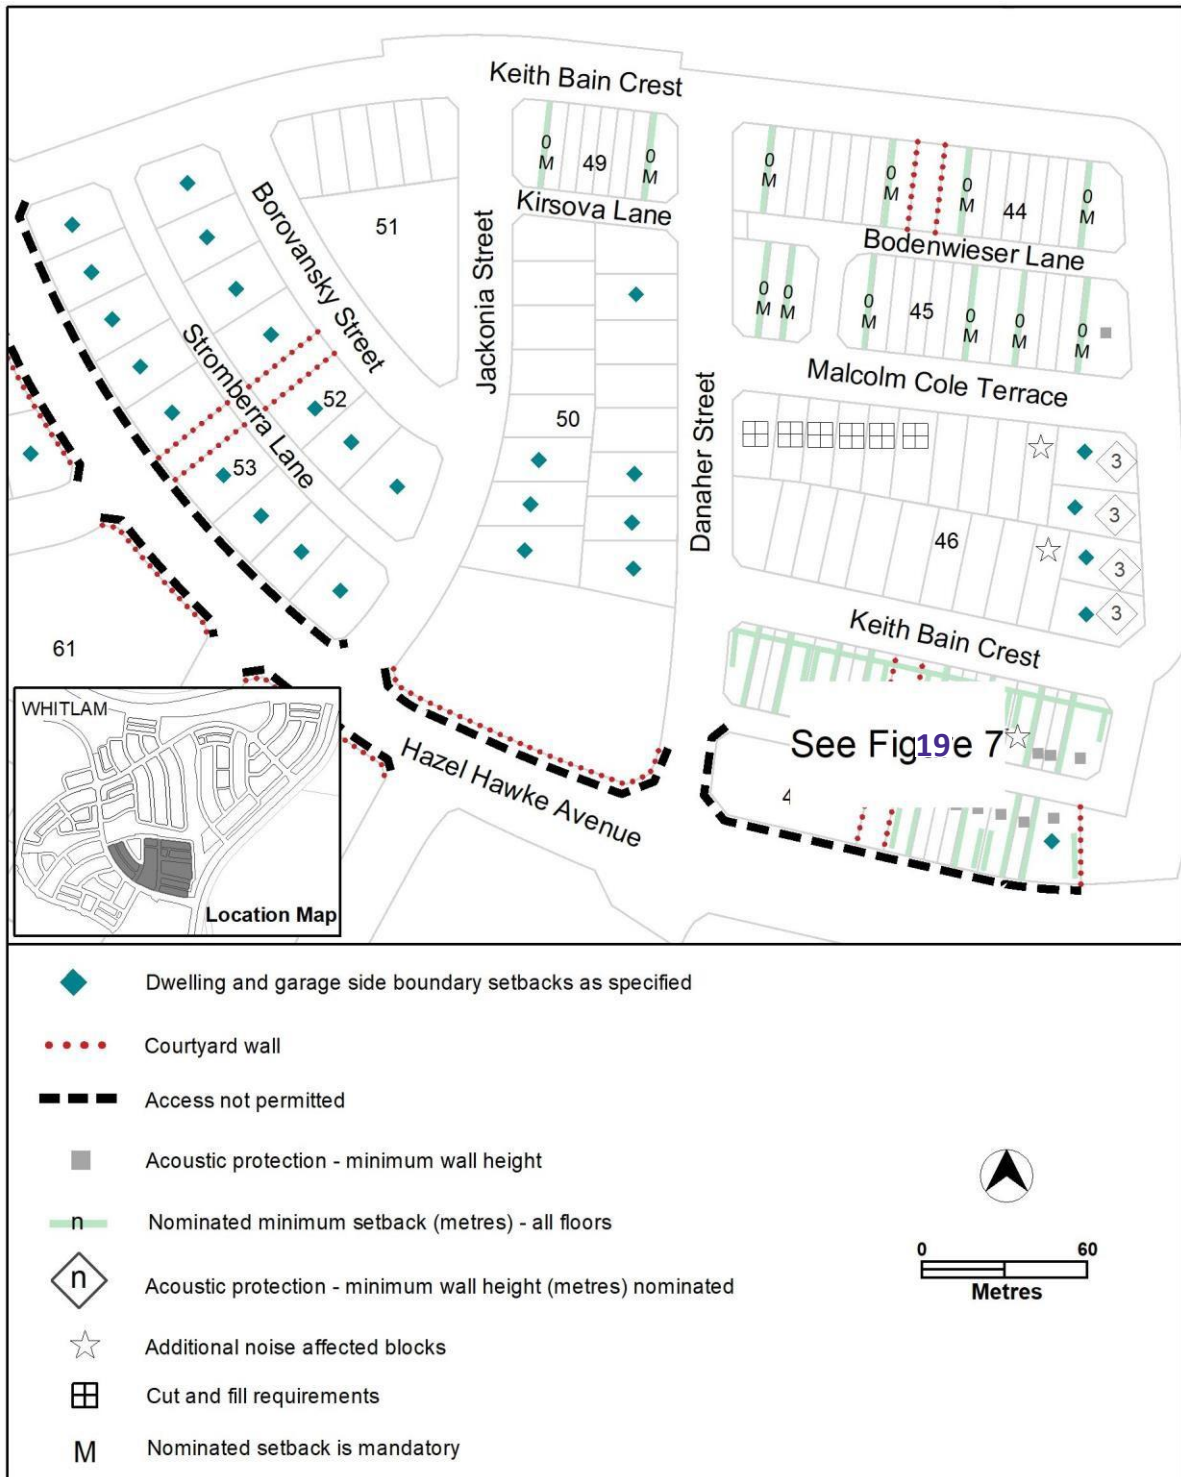 Keith Bain Crest
0 M
49
0 M
0 M
0 M
0 M
44
0 M
Kirsova Lane
Borovansky Street
51
Jackonia Street
Bodenwieser Lane
0 M
0 M
0 M
45
0 M
0 M
0 M
Stromberra Lane
Malcolm Cole Terrace
52
50
Danaher Street
53
3
3
46
3
3
61
Keith Bain Crest
WHITLAM
See Fig19e 7
4
Hazel Hawke Avenue
Location Map
Dwelling and garage side boundary setbacks as specified
Courtyard wall
Access not permitted
Acoustic protection - minimum wall height
n Nominated minimum setback (metres) - all floors
n Acoustic protection - minimum wall height (metres) nominated
Additional noise affected blocks
Cut and fill requirements
M Nominated setback is mandatory
0 60
Metres